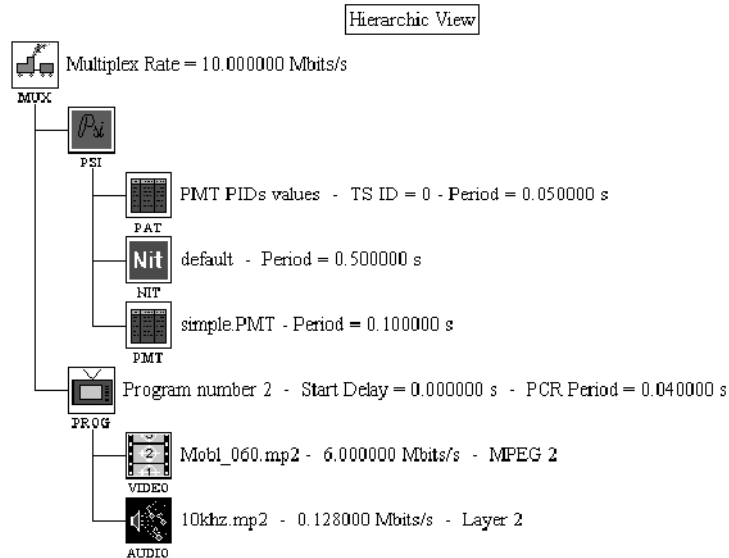 Hierarchic View
Multiplex Rate = 10.000000 Mbits/s
MUX
Psi
PSI
PMT PIDs values - TS ID = 0 - Period = 0.050000 s
PAT
Nit default - Period = 0.500000 s
NIT
simple.PMT - Period = 0.100000 s
PMT
Program number 2 - Start Delay = 0.000000 s - PCR Period = 0.040000 s
PROG
3
2
1
Mobl_060.mp2 - 6.000000 Mbits/s - MPEG 2
VIDEO
10khz.mp2 - 0.128000 Mbits/s - Layer 2
AUDIO